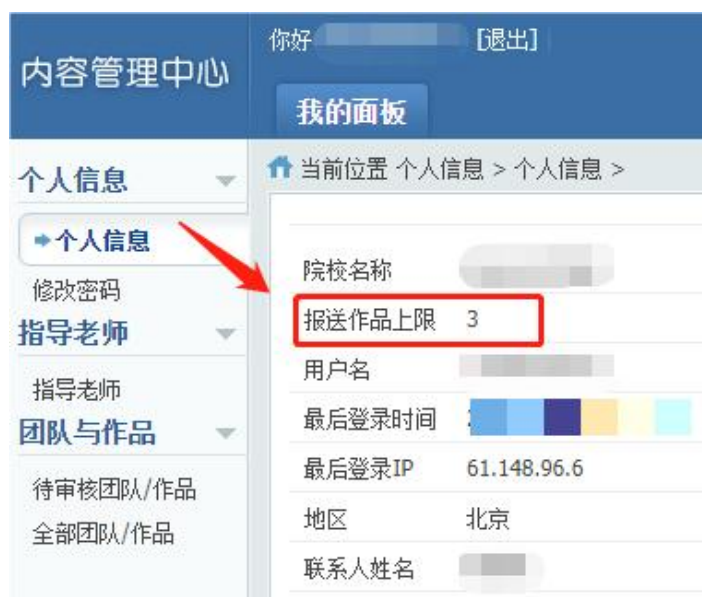 内容管理中心
你好 [退出]
我的面板
个人信息
个人信息
修改密码
指导老师
指导老师
团队与作品
待审核团队/作品
全部团队/作品
当前位置 个人信息 > 个人信息 >
院校名称
报送作品上限 3
用户名
最后登录时间
最后登录IP 61.148.96.6
地区 北京
联系人姓名